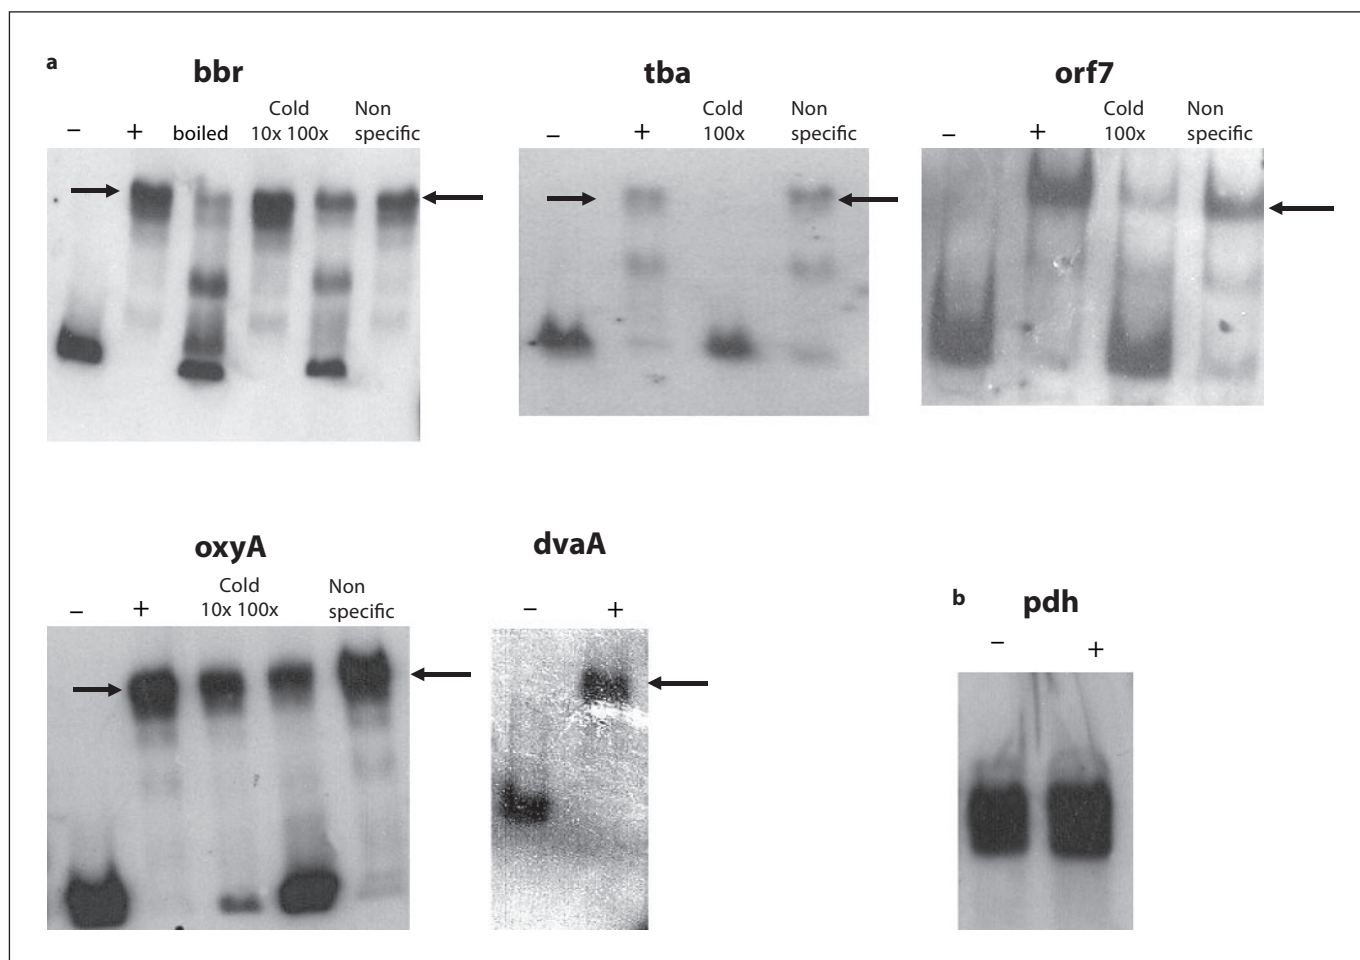 a
bbr
tba
orf7
Cold
Non
− + boiled 10x 100x specific
Cold
Non
− + 100x specific
Cold
Non
− + 100x specific
oxyA
dvaA
Cold
Non
− + 10x 100x specific
− +
b
pdh
− +